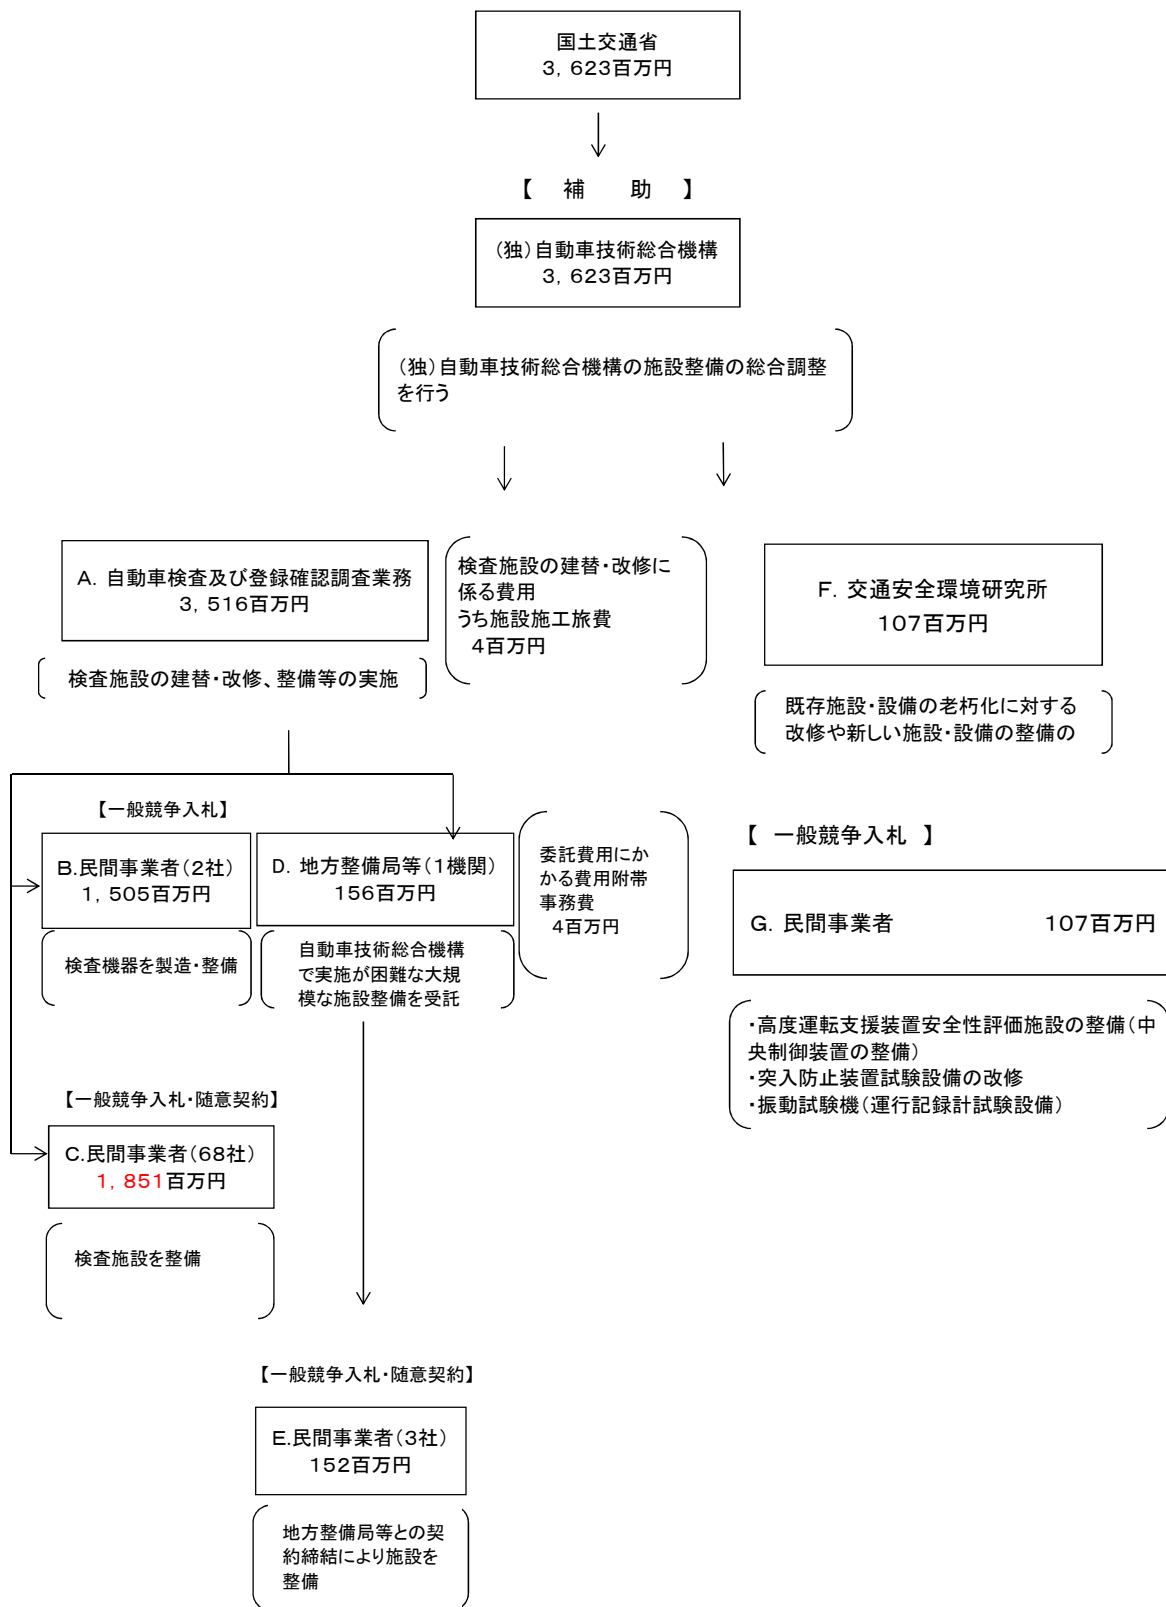 国土交通省
３，６２３百万円
【　補　　助　】
（独）自動車技術総合機構
３，６２３百万円
（独）自動車技術総合機構の施設整備の総合調整
を行う
A．自動車検査及び登録確認調査業務
３，５１６百万円
検査施設の建替・改修に
係る費用
うち施設施工旅費
４百万円
検査施設の建替・改修、整備等の実施
F．交通安全環境研究所
１０７百万円
既存施設・設備の老朽化に対する
改修や新しい施設・設備の整備の
【一般競争入札】
B.民間事業者（２社）
１，５０５百万円
検査機器を製造・整備
D．地方整備局等（１機関）
１５６百万円
自動車技術総合機構
で実施が困難な大規
模な施設整備を受託
委託費用にか
かる費用附帯
事務費
４百万円
【　一般競争入札　】
G．民間事業者　　　　１０７百万円
・高度運転支援装置安全性評価施設の整備（中
央制御装置の整備）
・突入防止装置試験設備の改修
・振動試験機（運行記録計試験設備）
【一般競争入札・随意契約】
C.民間事業者（６８社）
１，８５１百万円
検査施設を整備
【一般競争入札・随意契約】
E.民間事業者（３社）
１５２百万円
地方整備局等との契
約締結により施設を
整備